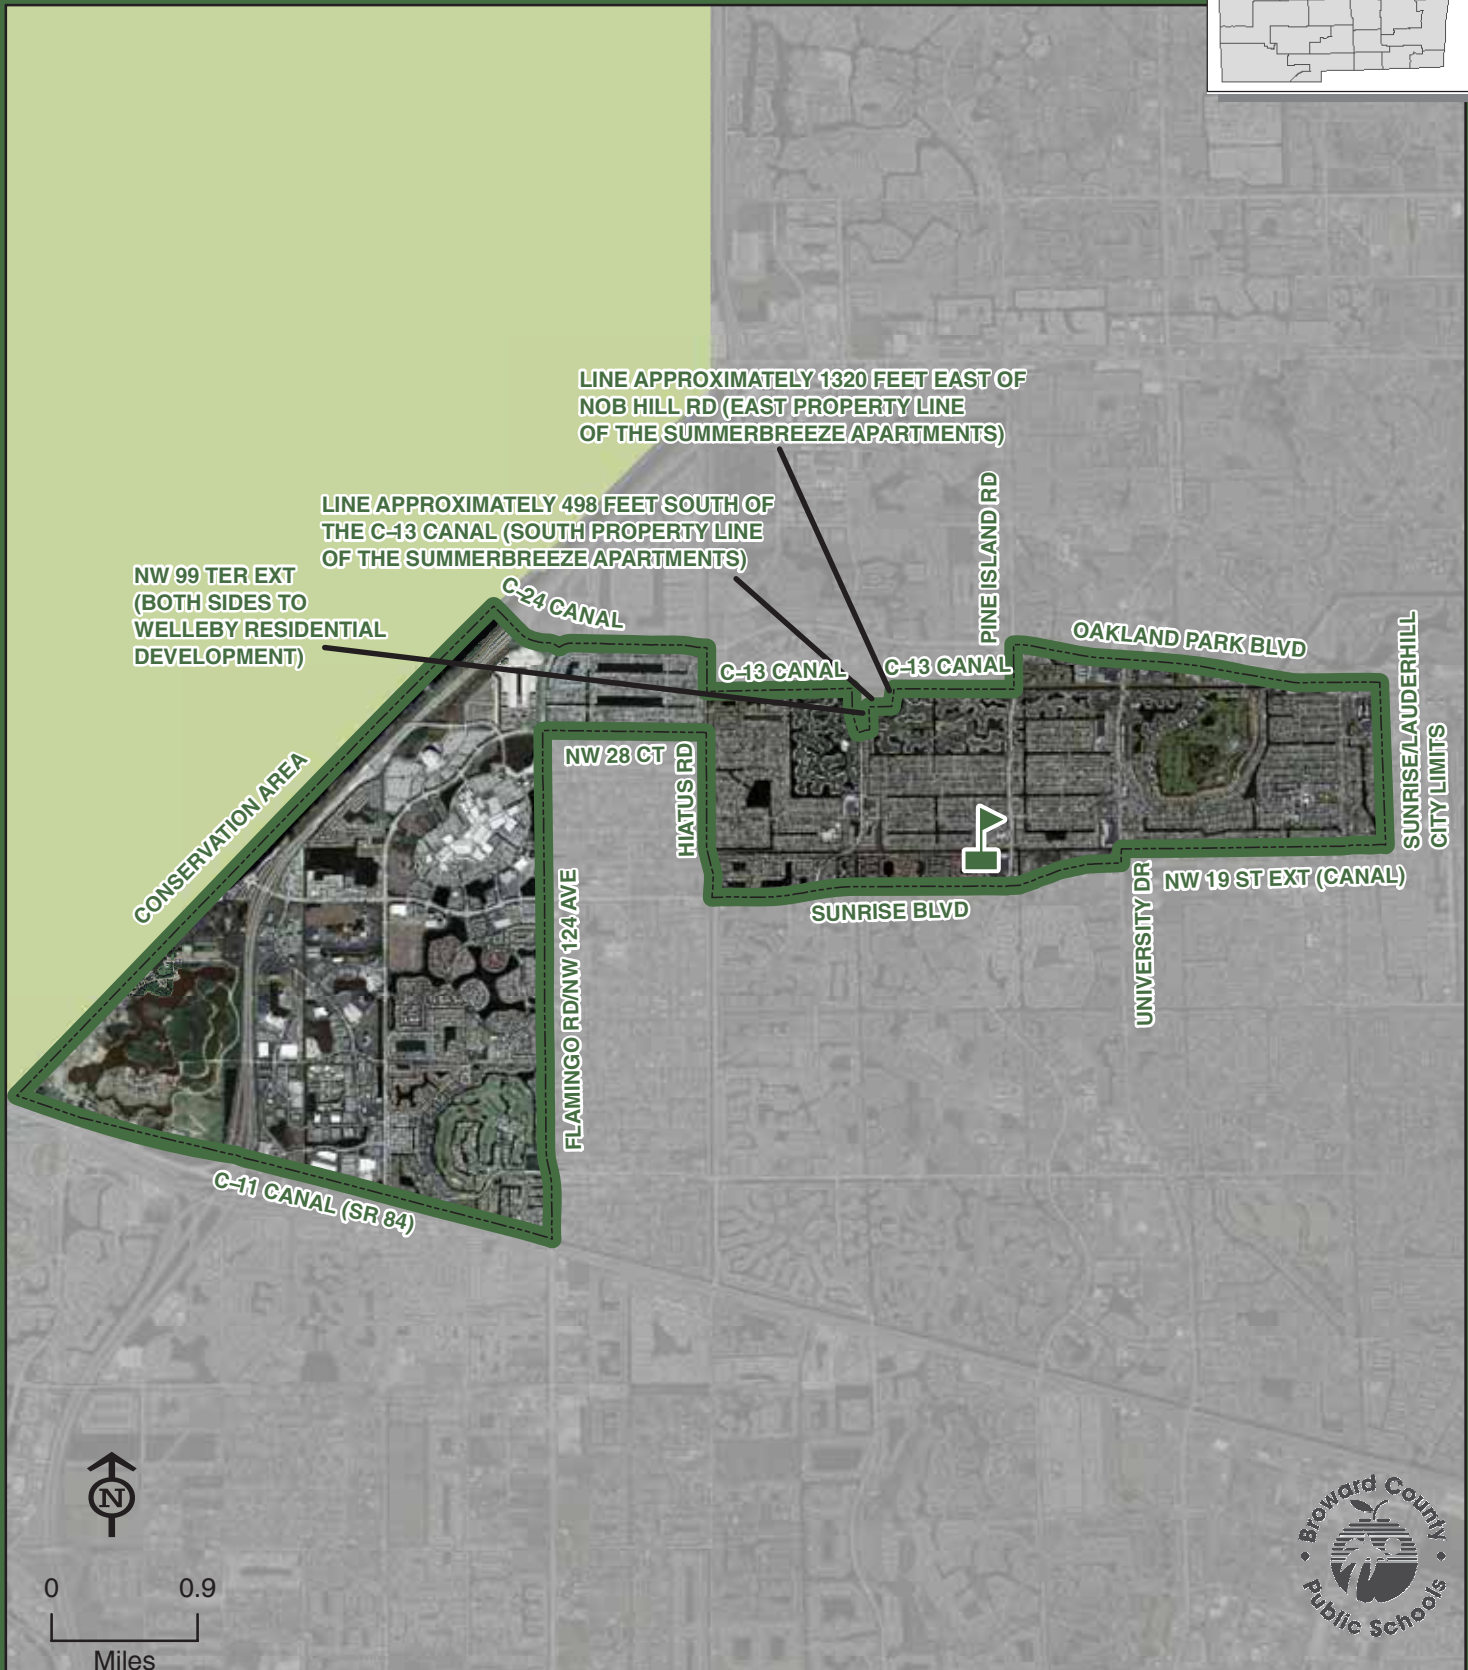 LINE APPROXIMATELY 1320 FEET EAST OF
NOB HILL RD (EAST PROPERTY LINE
OF THE SUMMERBREEZE APARTMENTS)
LINE APPROXIMATELY 498 FEET SOUTH OF
THE C-13 CANAL (SOUTH PROPERTY LINE
OF THE SUMMERBREEZE APARTMENTS)
NW 99 TER EXT
(BOTH SIDES TO
WELLEBY RESIDENTIAL
DEVELOPMENT)
C-24 CANAL
C-13 CANAL
C-13 CANAL
PINE ISLAND RD
OAKLAND PARK BLVD
SUNRISE/LAUDERHILL
CITY LIMITS
CONSERVATION AREA
NW 28 CT
HIATUS RD
SUNRISE BLVD
NW 19 ST EXT (CANAL)
UNIVERSITY DR
FLAMINGO RD/NW 124 AVE
C-11 CANAL (SR 84)
N
0 0.9
Miles
Broward County
Public Schools